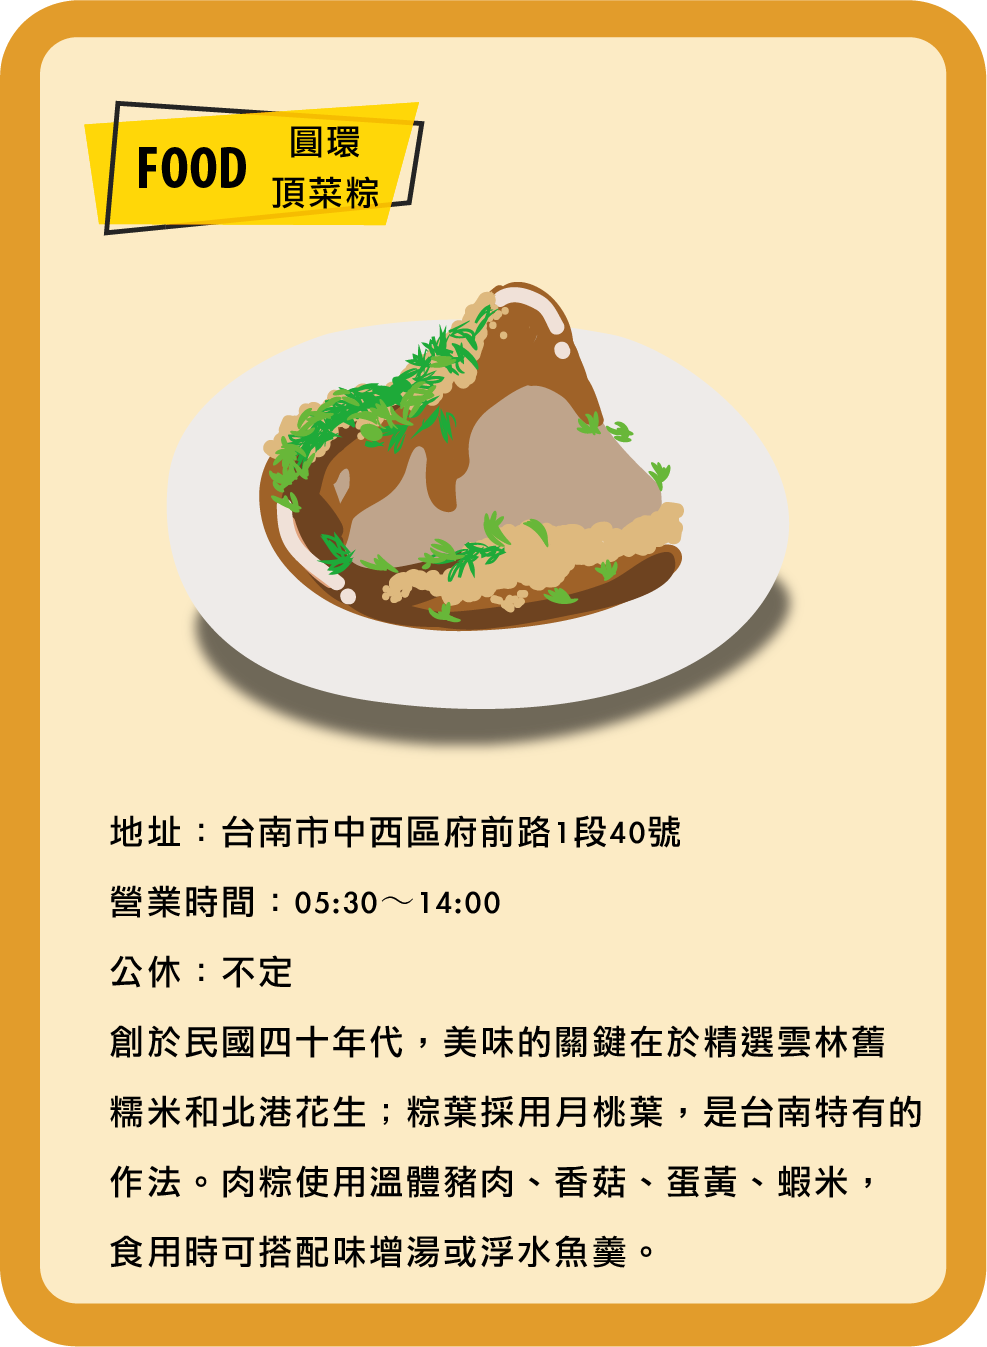 FOOD
圓環
頂菜粽
地址：台南市中西區府前路1段40號
營業時間：05:30～14:00
公休：不定
創於民國四十年代，美味的關鍵在於精選雲林舊
糯米和北港花生；粽葉採用月桃葉，是台南特有的
作法。肉粽使用溫體豬肉、香菇、蛋黃、蝦米，
食用時可搭配味增湯或浮水魚羹。